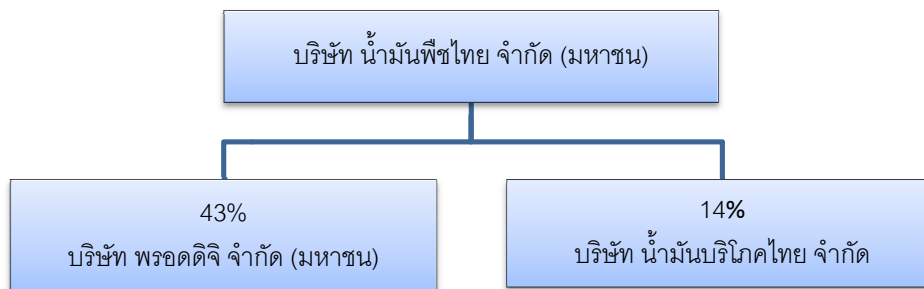 บริษัท น้ำมันพืชไทย จำกัด (มหาชน)
43%
บริษัท พรอดดิจิ จำกัด (มหาชน)
14%
บริษัท น้ำมันบริโภคไทย จำกัด